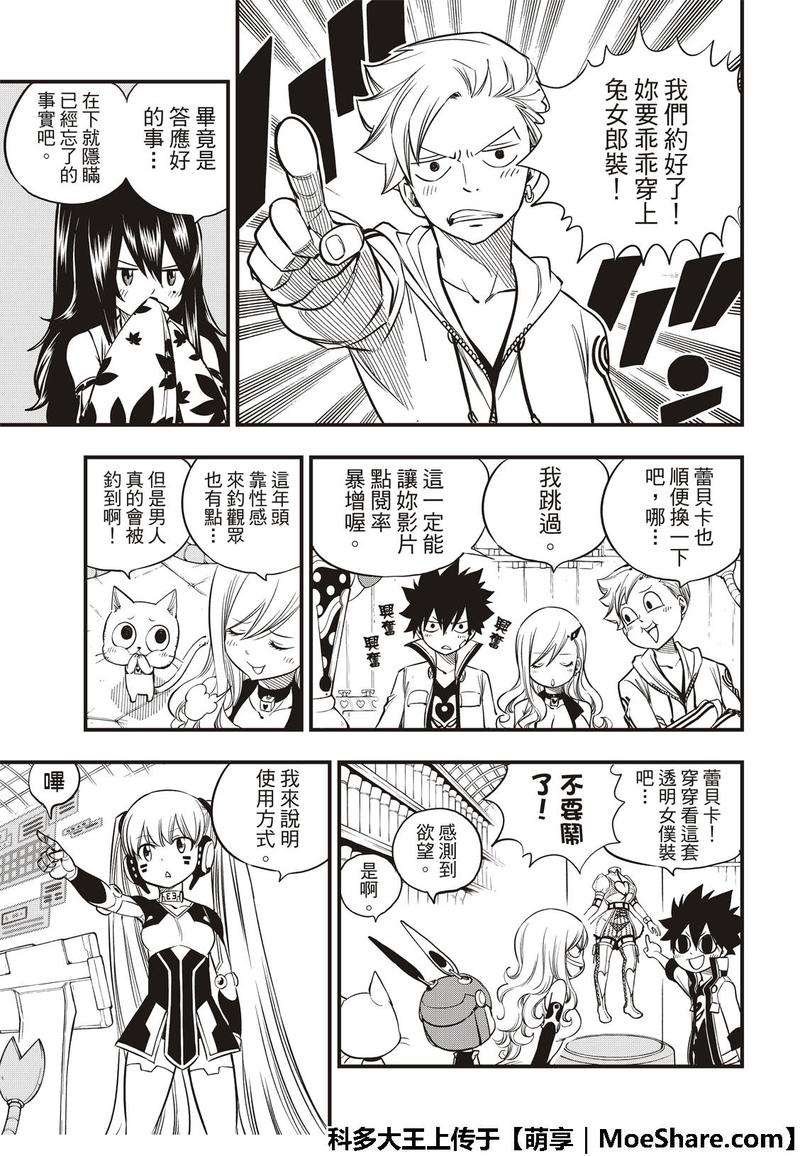 我們約好了！
妳要乖乖穿上
兔女郎裝！
畢竟是
答應好
的事…
在下就隱瞞
已經忘了的
事實吧。
蕾貝卡也
順便換一下
吧，哪…
我跳過。
這一定能
讓妳影片
點閱率
暴增喔。
興奮
興奮
這年頭
靠性感
來釣觀眾
也有點…
但是男人
真的會被
釣到啊！
蕾貝卡！
穿穿看這套
透明女僕裝
吧…
不要鬧
了！
感測到
欲望。
是啊。
我來說明
使用方式。
嗶
科多大王上传于【萌享｜MoeShare.com】